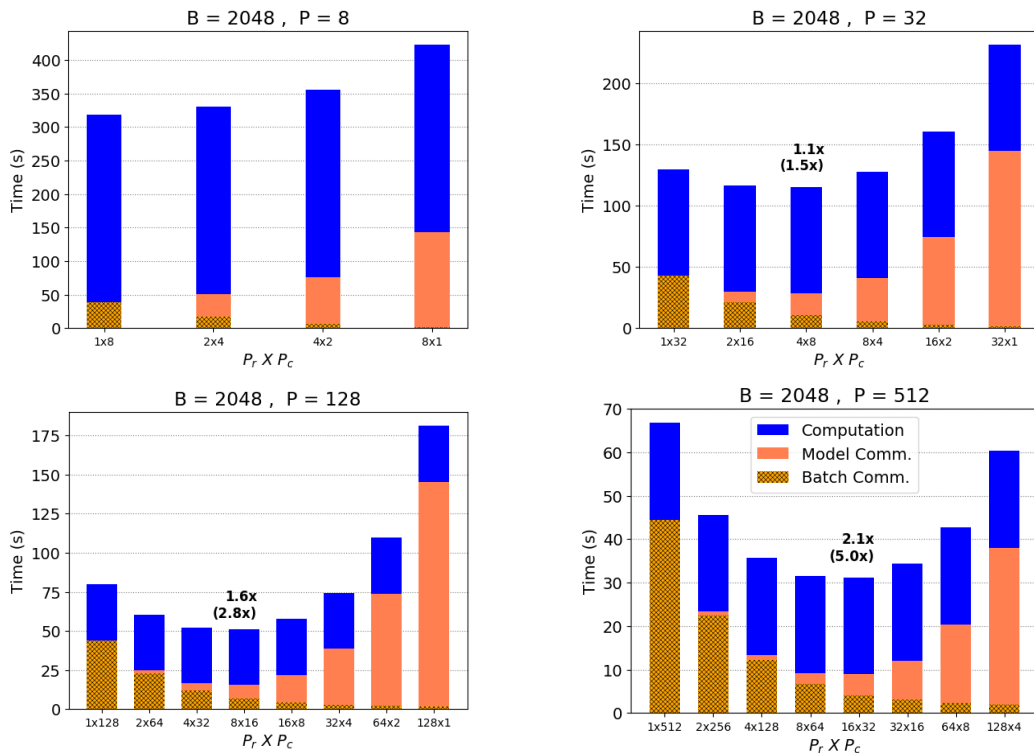 B = 2048 , P = 8
Time (s)
400
350
300
250
200
150
100
50
0
1x8 2x4 4x2 8x1
P_r X P_c
B = 2048 , P = 32
Time (s)
200
150
100
50
0
1.1x
(1.5x)
1x32 2x16 4x8 8x4 16x2 32x1
P_r X P_c
B = 2048 , P = 128
Time (s)
175
150
125
100
75
50
25
0
1.6x
(2.8x)
1x128 2x64 4x32 8x16 16x8 32x4 64x2 128x1
P_r X P_c
B = 2048 , P = 512
Time (s)
70
60
50
40
30
20
10
0
Computation
Model Comm.
Batch Comm.
2.1x
(5.0x)
1x512 2x256 4x128 8x64 16x32 32x16 64x8 128x4
P_r X P_c